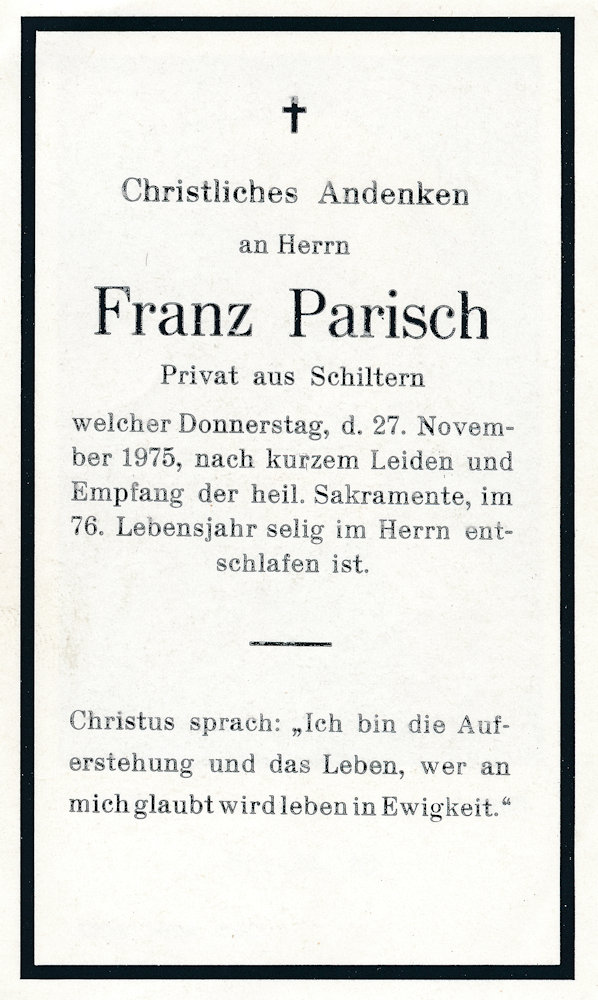 Christliches Andenken
an Herrn
Franz Parisch
Privat aus Schiltern
welcher Donnerstag, d. 27. Novem-
ber 1975, nach kurzem Leiden und
Empfang der heil. Sakramente, im
76. Lebensjahr selig im Herrn ent-
schlafen ist.
Christus sprach: „Ich bin die Auf-
erstehung und das Leben, wer an
mich glaubt wird leben in Ewigkeit.“